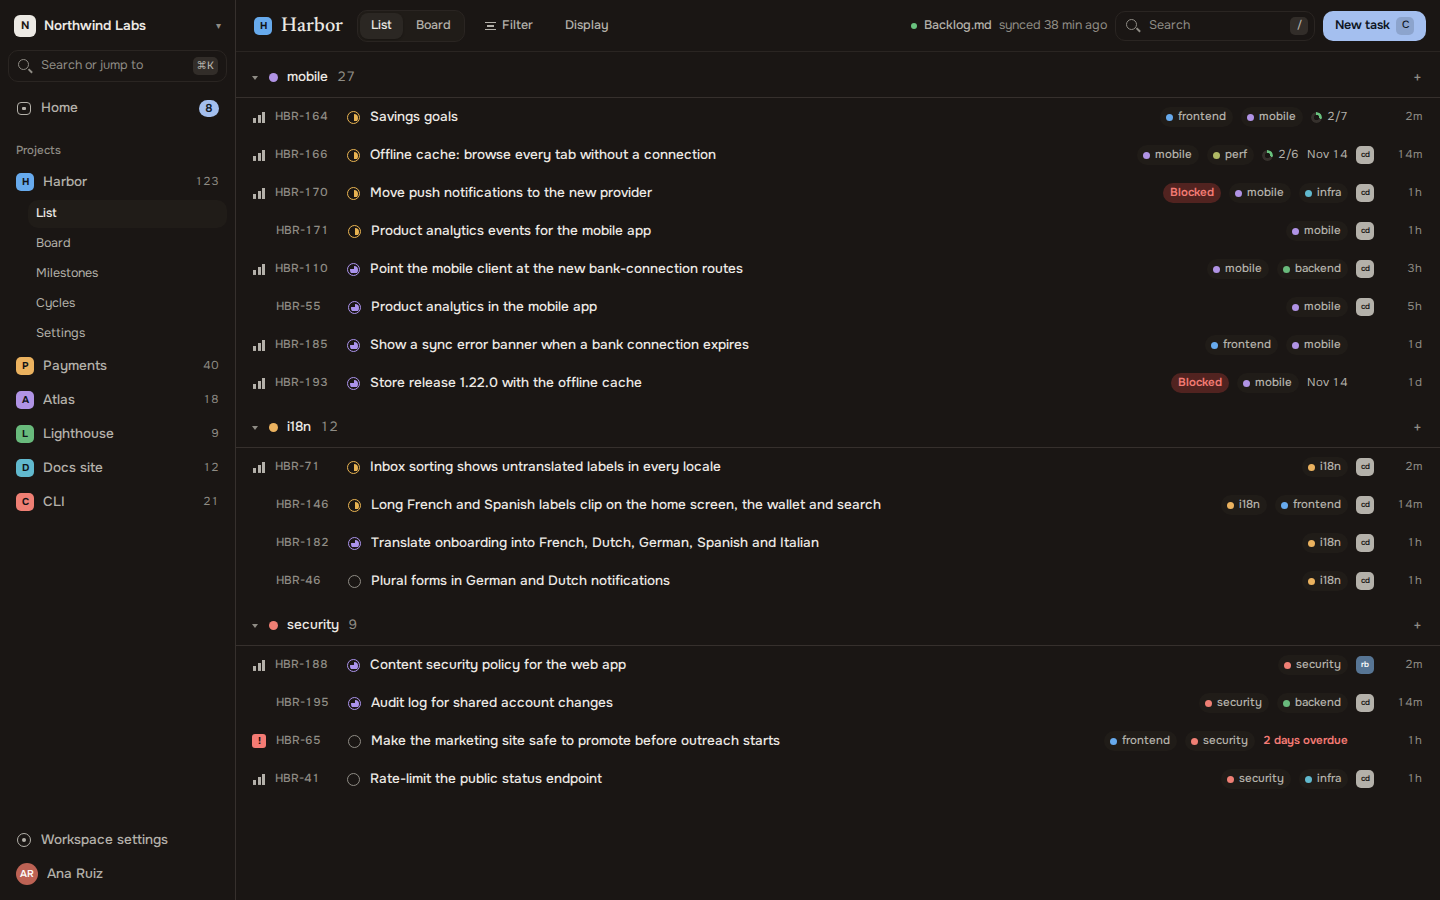 N Northwind Labs
Search or jump to ⌘K
Home 8
Projects
H Harbor 123
List
Board
Milestones
Cycles
Settings
P Payments 40
A Atlas 18
L Lighthouse 9
D Docs site 12
C CLI 21
Workspace settings
AR Ana Ruiz
H Harbor List Board Filter Display Backlog.md synced 38 min ago Search / New task C
mobile 27 +
HBR-164 Savings goals frontend mobile 2/7 2m
HBR-166 Offline cache: browse every tab without a connection mobile perf 2/6 Nov 14 cd 14m
HBR-170 Move push notifications to the new provider Blocked mobile infra cd 1h
HBR-171 Product analytics events for the mobile app mobile cd 1h
HBR-110 Point the mobile client at the new bank-connection routes mobile backend cd 3h
HBR-55 Product analytics in the mobile app mobile cd 5h
HBR-185 Show a sync error banner when a bank connection expires frontend mobile 1d
HBR-193 Store release 1.22.0 with the offline cache Blocked mobile Nov 14 1d
i18n 12 +
HBR-71 Inbox sorting shows untranslated labels in every locale i18n cd 2m
HBR-146 Long French and Spanish labels clip on the home screen, the wallet and search i18n frontend cd 14m
HBR-182 Translate onboarding into French, Dutch, German, Spanish and Italian i18n cd 1h
HBR-46 Plural forms in German and Dutch notifications i18n cd 1h
security 9 +
HBR-188 Content security policy for the web app security rb 2m
HBR-195 Audit log for shared account changes security backend cd 14m
! HBR-65 Make the marketing site safe to promote before outreach starts frontend security 2 days overdue 1h
HBR-41 Rate-limit the public status endpoint security infra cd 1h